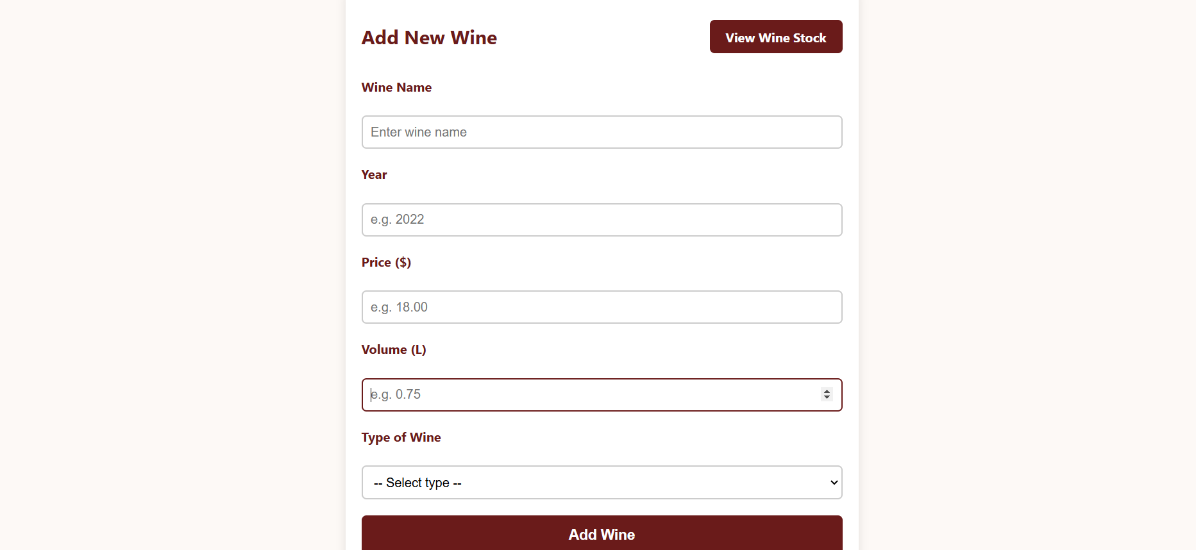 Add New Wine
View Wine Stock
Wine Name
Enter wine name
Year
e.g. 2022
Price ($)
e.g. 18.00
Volume (L)
e.g. 0.75
Type of Wine
-- Select type --
Add Wine